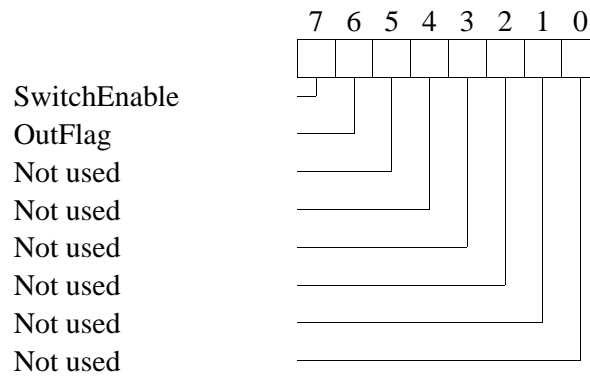 7 6 5 4 3 2 1 0
SwitchEnable
OutFlag
Not used
Not used
Not used
Not used
Not used
Not used